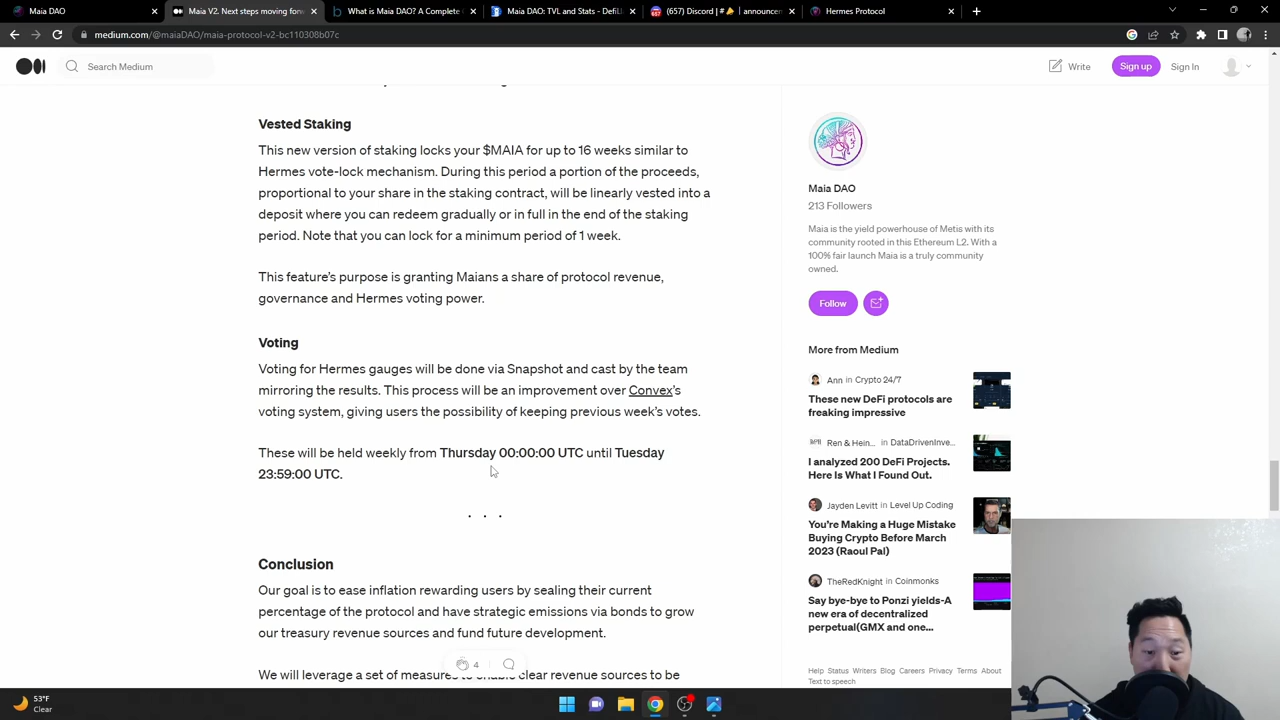 Maia DAO
Maia V2. Next steps moving for
What is Maia DAO? A Complete G
Maia DAO: TVL and Stats - DefiLl
(657) Discord | #
announcem
Hermes Protocol
medium.com/@maiaDAO/maia-protocol-v2-bc110308b07c
Search Medium
Write
Sign up
Sign In
Vested Staking
This new version of staking locks your $MAIA for up to 16 weeks similar to
Hermes vote-lock mechanism. During this period a portion of the proceeds,
proportional to your share in the staking contract, will be linearly vested into a
deposit where you can redeem gradually or in full in the end of the staking
period. Note that you can lock for a minimum period of 1 week.
This feature's purpose is granting Maians a share of protocol revenue,
governance and Hermes voting power.
Voting
Voting for Hermes gauges will be done via Snapshot and cast by the team
mirroring the results. This process will be an improvement over Convex's
voting system, giving users the possibility of keeping previous week's votes.
These will be held weekly from Thursday 00:00:00 UTC until Tuesday
23:59:00 UTC.
. . .
Conclusion
Our goal is to ease inflation rewarding users by sealing their current
percentage of the protocol and have strategic emissions via bonds to grow
our treasury revenue sources and fund future development.
We will leverage a set of measures to enable clear revenue sources to be
4
Maia DAO
213 Followers
Maia is the yield powerhouse of Metis with its
community rooted in this Ethereum L2. With a
100% fair launch Maia is a truly community
owned.
Follow
More from Medium
Ann in Crypto 24/7
These new DeFi protocols are
freaking impressive
Ren & Hein... in DataDrivenInve...
I analyzed 200 DeFi Projects.
Here Is What I Found Out.
Jayden Levitt in Level Up Coding
You're Making a Huge Mistake
Buying Crypto Before March
2023 (Raoul Pal)
TheRedKnight in Coinmonks
Say bye-bye to Ponzi yields-A
new era of decentralized
perpetual(GMX and one...
Help Status Writers Blog Careers Privacy Terms About
Text to speech
53°F
Clear